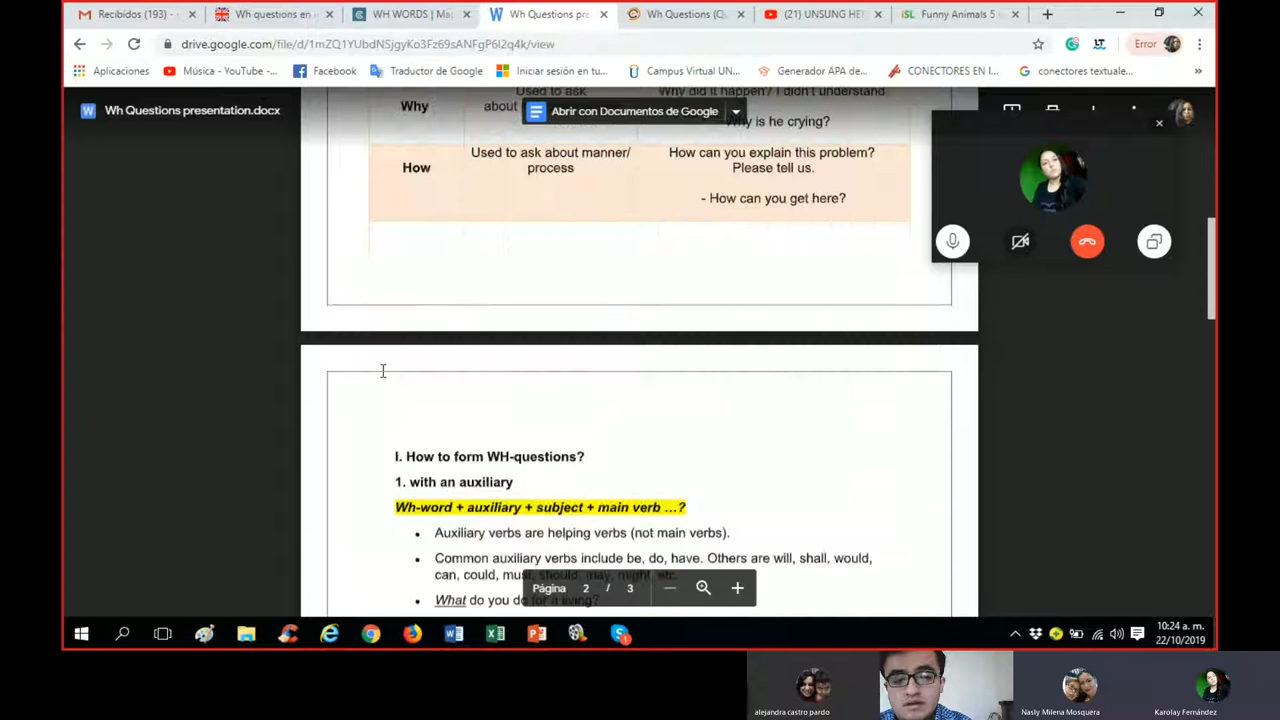 Recibidos (193) -
Wh questions en
WH WORDS | Ma
Wh Questions pre
Wh Questions (Q
(21) UNSUNG HE
Funny Animals 5
drive.google.com/file/d/1mZQ1YUbdNSjgyKo3Fz69sANFgP6l2q4k/view
Error
Aplicaciones
Música - YouTube -...
Facebook
Traductor de Google
Iniciar sesión en tu...
Campus Virtual UN...
Generador APA de...
CONECTORES EN I...
conectores textuale...
»
Wh Questions presentation.docx
Abrir con Documentos de Google
Why
Used to ask
about
Why did it happen? I didn't understand
Why is he crying?
How
Used to ask about manner/
process
How can you explain this problem?
Please tell us.
- How can you get here?
I. How to form WH-questions?
1. with an auxiliary
Wh-word + auxiliary + subject + main verb ...?
• Auxiliary verbs are helping verbs (not main verbs).
• Common auxiliary verbs include be, do, have. Others are will, shall, would,
can, could, must, should, may, might, etc.
• What do you do for a living?
Página 2 / 3
10:24 a. m.
22/10/2019
alejandra castro pardo
Nasly Milena Mosquera
Karolay Fernández